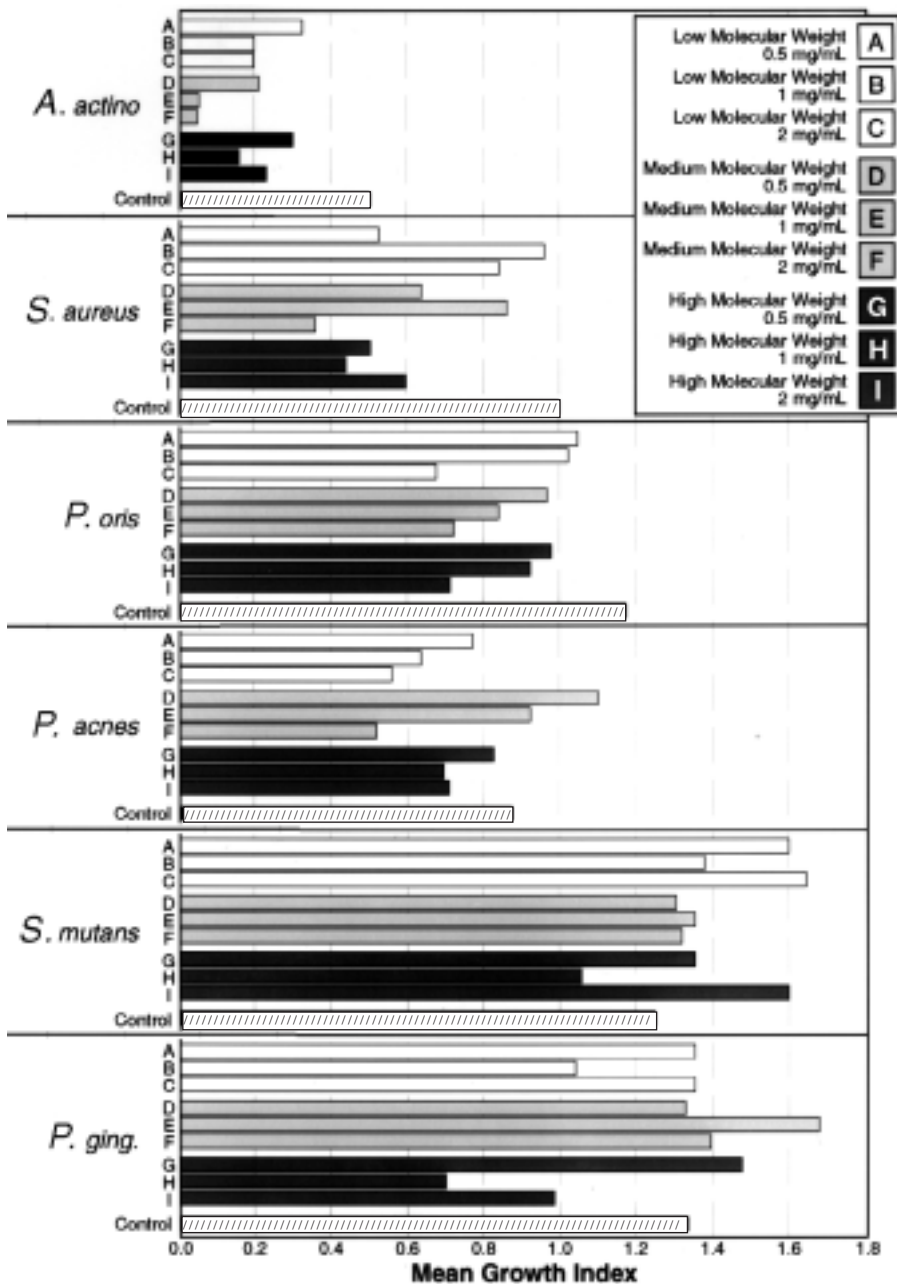 A
B
C
D
E
F
G
H
I
Control
A. actino
Low Molecular Weight
0.5 mg/mL
A
Low Molecular Weight
1 mg/mL
B
Low Molecular Weight
2 mg/mL
C
Medium Molecular Weight
0.5 mg/mL
D
Medium Molecular Weight
1 mg/mL
E
Medium Molecular Weight
2 mg/mL
F
High Molecular Weight
0.5 mg/mL
G
High Molecular Weight
1 mg/mL
H
High Molecular Weight
2 mg/mL
I
A
B
C
D
E
F
G
H
I
Control
S. aureus
A
B
C
D
E
F
G
H
I
Control
P. oris
A
B
C
D
E
F
G
H
I
Control
P. acnes
A
B
C
D
E
F
G
H
I
Control
S. mutans
A
B
C
D
E
F
G
H
I
Control
P. ging.
0.0 0.2 0.4 0.6 0.8 1.0 1.2 1.4 1.6 1.8
Mean Growth Index